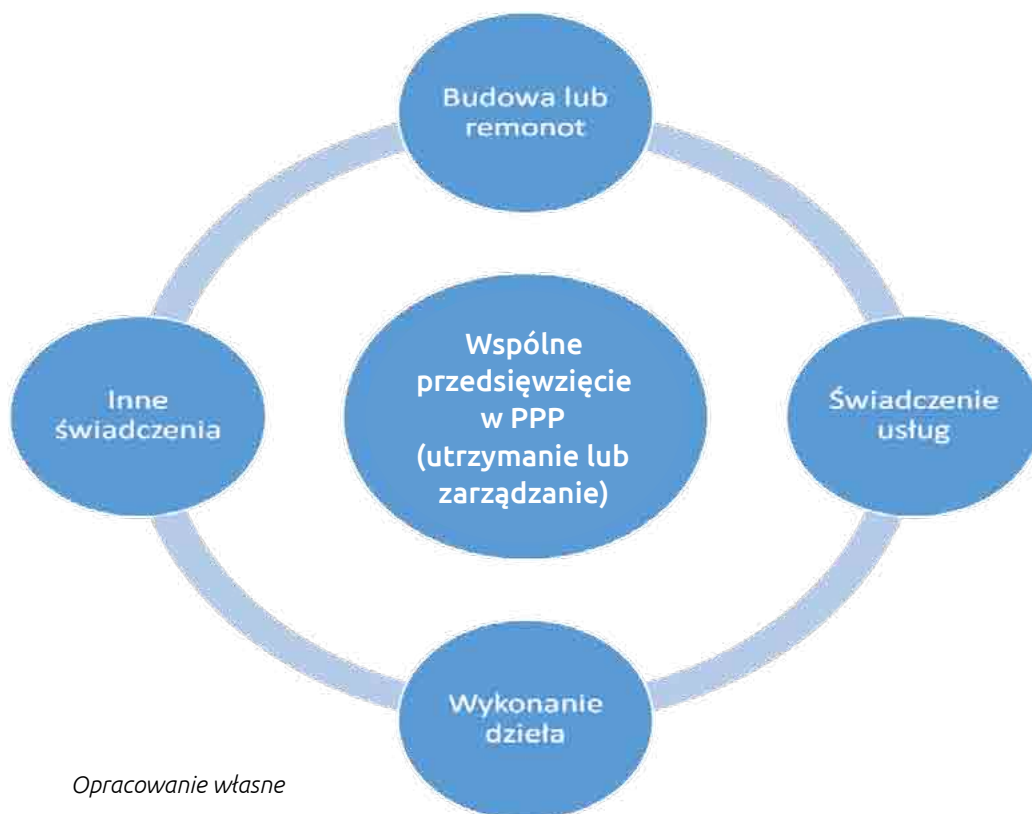 Budowa lub
remonot
Inne
świadczenia
Wspólne
przedsięwzięcie
w PPP
(utrzymanie lub
zarządzanie)
Świadczenie
usług
Wykonanie
dzieła
Opracowanie własne